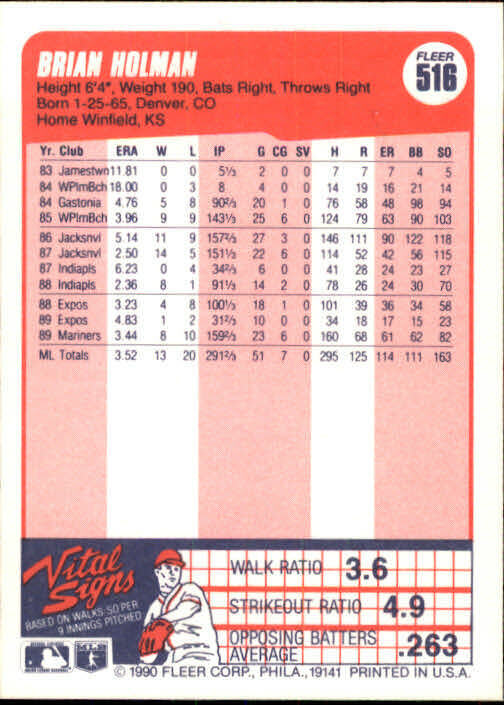 BRIAN HOLMAN
FLEER
516
Height 6'4", Weight 190, Bats Right, Throws Right
Born 1-25-65, Denver, CO
Home Winfield, KS
Yr. Club ERA W L IP G CG SV H R ER BB SO
83 Jamestwn 11.81 0 0 5⅓ 2 0 0 7 7 7 4 5
84 WPlmBch 18.00 0 3 8 4 0 0 14 19 16 21 14
84 Gastonia 4.76 5 8 90⅔ 20 1 0 76 58 48 98 94
85 WPlmBch 3.96 9 9 143⅓ 25 6 0 124 79 63 90 103
86 Jacksnvl 5.14 11 9 157⅔ 27 3 0 146 111 90 122 118
87 Jacksnvl 2.50 14 5 151⅓ 22 6 0 114 52 42 56 115
87 Indiapls 6.23 0 4 34⅔ 6 0 0 41 28 24 23 27
88 Indiapls 2.36 8 1 91⅓ 14 2 0 78 26 24 30 70
88 Expos 3.23 4 8 100⅓ 18 1 0 101 39 36 34 58
89 Expos 4.83 1 2 31⅔ 10 0 0 34 18 17 15 23
89 Mariners 3.44 8 10 159⅔ 23 6 0 160 68 61 62 82
ML Totals 3.52 13 20 291⅔ 51 7 0 295 125 114 111 163
Vital Signs
BASED ON WALKS/SO PER
9 INNINGS PITCHED
WALK RATIO 3.6
STRIKEOUT RATIO 4.9
OPPOSING BATTERS
AVERAGE .263
© 1990 FLEER CORP., PHILA., 19141 PRINTED IN U.S.A.